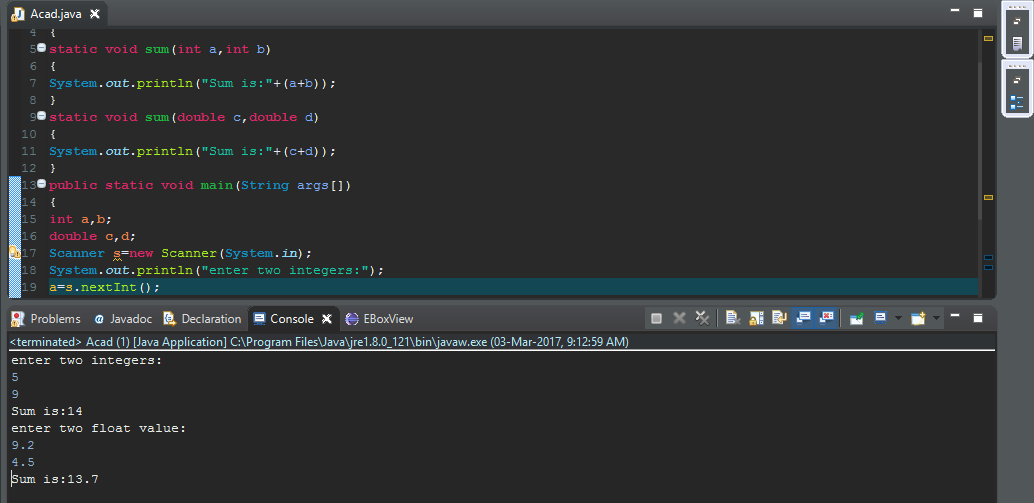 Acad.java
4 {
5 static void sum(int a,int b)
6 {
7 System.out.println("Sum is:"+(a+b));
8 }
9 static void sum(double c,double d)
10 {
11 System.out.println("Sum is:"+(c+d));
12 }
13 public static void main(String args[])
14 {
15 int a,b;
16 double c,d;
17 Scanner s=new Scanner(System.in);
18 System.out.println("enter two integers:");
19 a=s.nextInt();
Problems @ Javadoc Declaration Console EBoxView
<terminated> Acad (1) [Java Application] C:\Program Files\Java\jre1.8.0_121\bin\javaw.exe (03-Mar-2017, 9:12:59 AM)
enter two integers:
5
9
Sum is:14
enter two float value:
9.2
4.5
Sum is:13.7